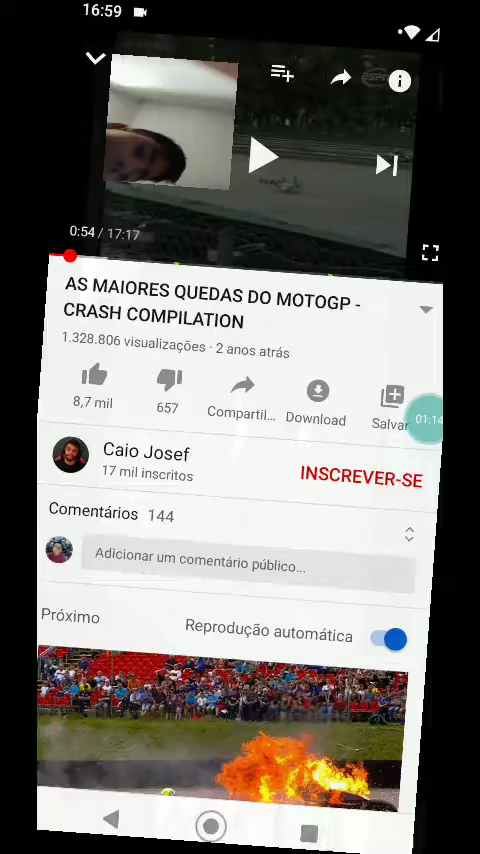 16:59
ESPN
0:54 / 17:17
AS MAIORES QUEDAS DO MOTOGP -
CRASH COMPILATION
1.328.806 visualizações · 2 anos atrás
8,7 mil
657
Compartil...
Download
Salvar
01:14
Caio Josef
17 mil inscritos
INSCREVER-SE
Comentários 144
Adicionar um comentário público...
Próximo
Reprodução automática